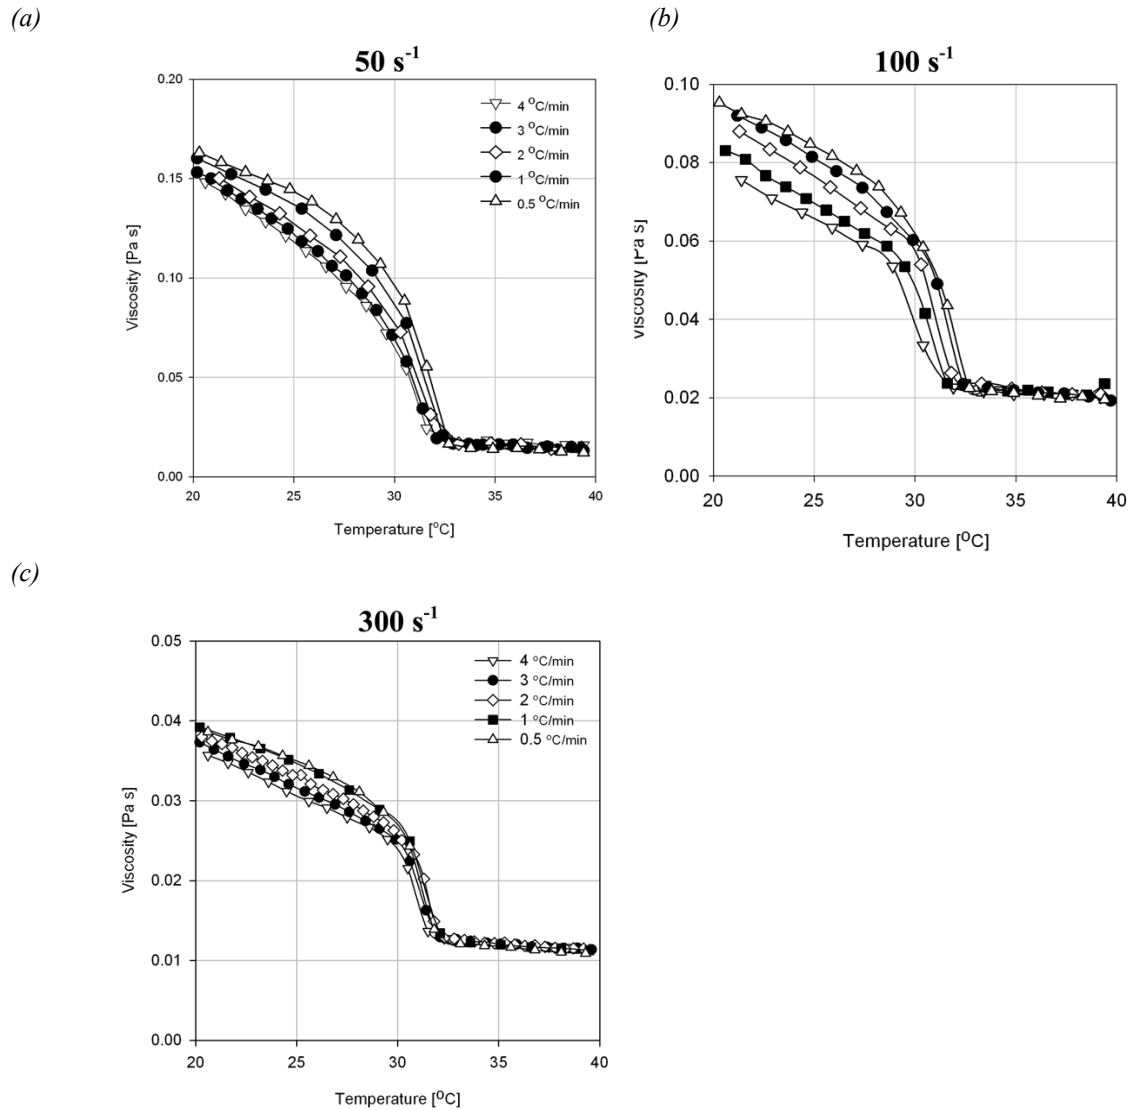 (a)
50 s-1
Viscosity [Pa s]
0.20
0.15
0.10
0.05
0.00
4 oC/min
3 oC/min
2 oC/min
1 oC/min
0.5 oC/min
20 25 30 35 40
Temperature [oC]
(b)
100 s-1
viscosity [Pa s]
0.10
0.08
0.06
0.04
0.02
0.00
20 25 30 35 40
Temperature [oC]
(c)
300 s-1
Viscosity [Pa s]
0.05
0.04
0.03
0.02
0.01
0.00
4 oC/min
3 oC/min
2 oC/min
1 oC/min
0.5 oC/min
20 25 30 35 40
Temperature [oC]